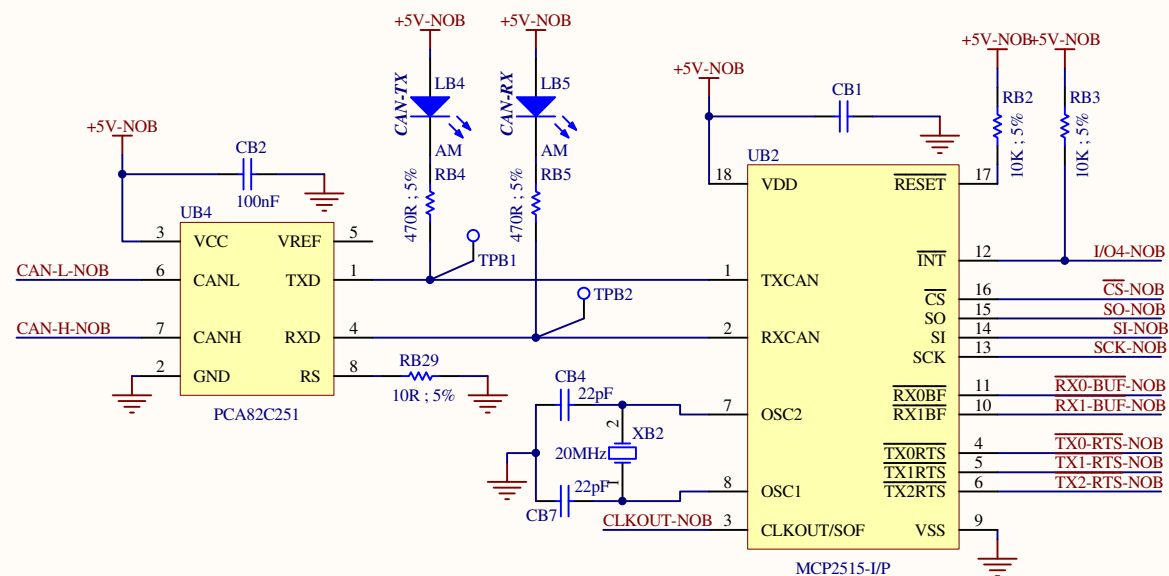 +5V-NOB
+5V-NOB
+5V-NOB
+5V-NOB
CAN-TX
LB4
AM
RB4
470R ; 5%
CAN-RX
LB5
AM
RB5
470R ; 5%
+5V-NOB
CB1
RB2
10K ; 5%
RB3
10K ; 5%
+5V-NOB
CB2
100nF
UB4
3 VCC
VREF 5
CAN-L-NOB
6 CANL
TXD 1
CAN-H-NOB
7 CANH
RXD 4
2 GND
RS 8
PCA82C251
RB29
10R ; 5%
TPB1
TPB2
CB4
22pF
2
XB2
20MHz
1
22pF
CB7
UB2
18 VDD
RESET 17
INT 12
I/O4-NOB
1 TXCAN
CS 16
CS-NOB
SO 15
SO-NOB
2 RXCAN
SI 14
SI-NOB
SCK 13
SCK-NOB
RX0BF 11
RX0-BUF-NOB
7 OSC2
RX1BF 10
RX1-BUF-NOB
TX0RTS 4
TX0-RTS-NOB
TX1RTS 5
TX1-RTS-NOB
8 OSC1
TX2RTS 6
TX2-RTS-NOB
CLKOUT-NOB
3 CLKOUT/SOF
VSS 9
MCP2515-I/P